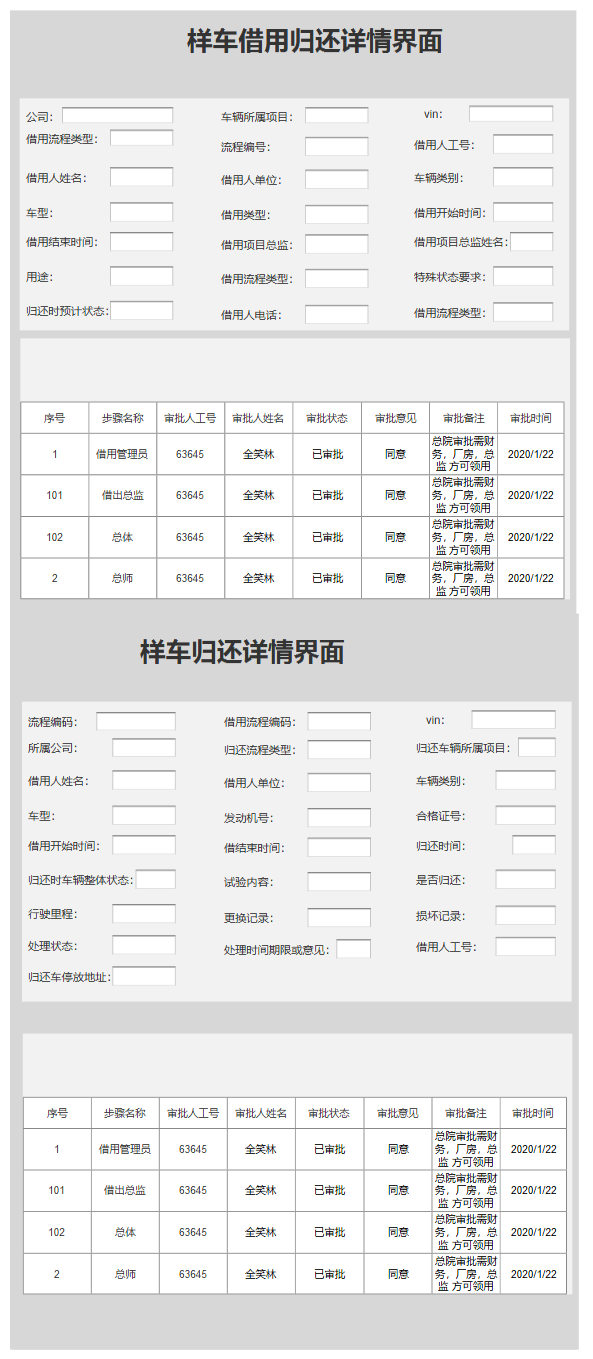 样车借用归还详情界面
公司： 车辆所属项目： vin：
借用流程类型： 流程编号： 借用人工号：
借用人姓名： 借用人单位： 车辆类别：
车型： 借用类型： 借用开始时间：
借用结束时间： 借用项目总监： 借用项目总监姓名：
用途： 借用流程类型： 特殊状态要求：
归还时预计状态： 借用人电话： 借用流程类型：
序号 步骤名称 审批人工号 审批人姓名 审批状态 审批意见 审批备注 审批时间
1 借用管理员 63645 全笑林 已审批 同意 总院审批需财务，厂房，总监 方可领用 2020/1/22
101 借出总监 63645 全笑林 已审批 同意 总院审批需财务，厂房，总监 方可领用 2020/1/22
102 总体 63645 全笑林 已审批 同意 总院审批需财务，厂房，总监 方可领用 2020/1/22
2 总师 63645 全笑林 已审批 同意 总院审批需财务，厂房，总监 方可领用 2020/1/22
样车归还详情界面
流程编码： 借用流程编码： vin：
所属公司： 归还流程类型： 归还车辆所属项目：
借用人姓名： 借用人单位： 车辆类别：
车型： 发动机号： 合格证号：
借用开始时间： 借结束时间： 归还时间：
归还时车辆整体状态： 试验内容： 是否归还：
行驶里程： 更换记录： 损坏记录：
处理状态： 处理时间期限或意见： 借用人工号：
归还车停放地址：
序号 步骤名称 审批人工号 审批人姓名 审批状态 审批意见 审批备注 审批时间
1 借用管理员 63645 全笑林 已审批 同意 总院审批需财务，厂房，总监 方可领用 2020/1/22
101 借出总监 63645 全笑林 已审批 同意 总院审批需财务，厂房，总监 方可领用 2020/1/22
102 总体 63645 全笑林 已审批 同意 总院审批需财务，厂房，总监 方可领用 2020/1/22
2 总师 63645 全笑林 已审批 同意 总院审批需财务，厂房，总监 方可领用 2020/1/22